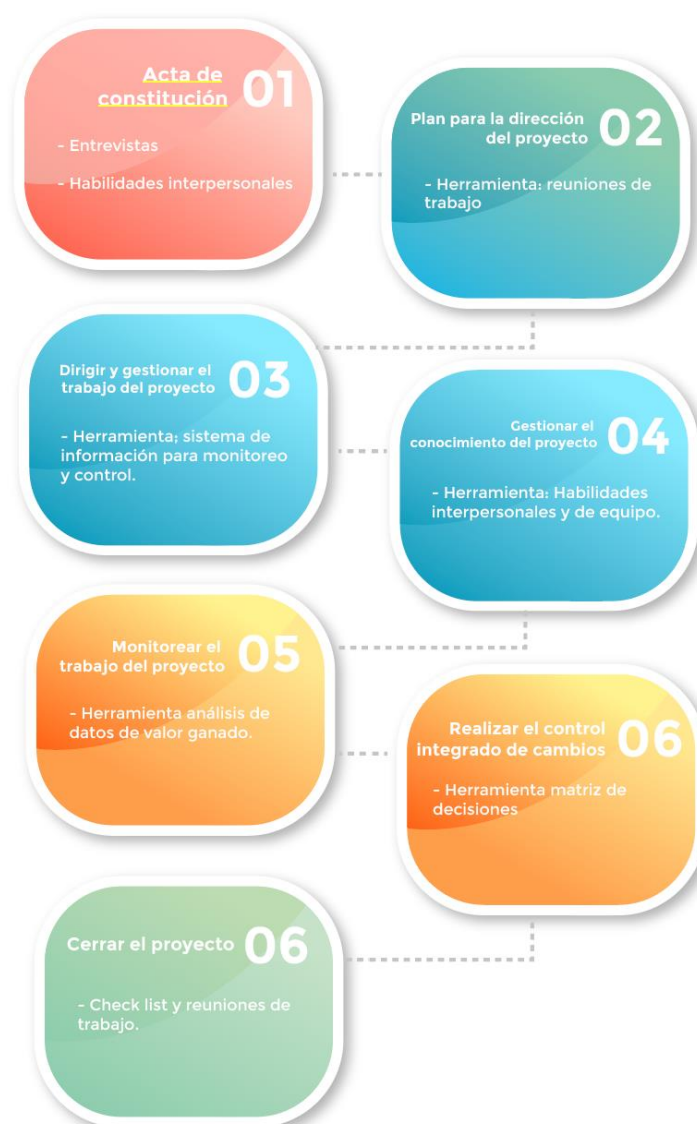 Acta de
constitución
01
- Entrevistas
- Habilidades interpersonales
Plan para la dirección
del proyecto
02
- Herramienta: reuniones de
trabajo
Dirigir y gestionar el
trabajo del proyecto
03
- Herramienta; sistema de
información para monitoreo
y control.
Gestionar el
conocimiento del proyecto
04
- Herramienta: Habilidades
interpersonales y de equipo.
Monitorear el
trabajo del proyecto
05
- Herramienta análisis de
datos de valor ganado.
Realizar el control
integrado de cambios
06
- Herramienta matriz de
decisiones
Cerrar el proyecto
06
- Check list y reuniones de
trabajo.